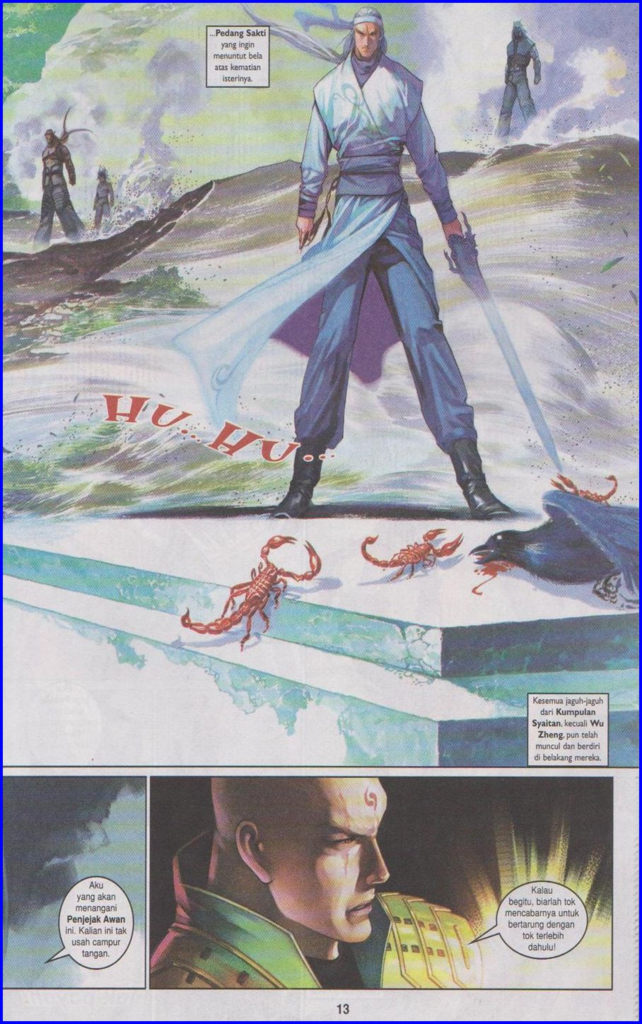 ...Pedang Sakti
yang ingin
menuntut bela
atas kematian
isterinya.
HU..HU..
Kesemua jaguh-jaguh
dari Kumpulan
Syaitan, kecuali Wu
Zheng, pun telah
muncul dan berdiri
di belakang mereka.
Aku
yang akan
menangani
Penjejak Awan
ini. Kalian ini tak
usah campur
tangan.
Kalau
begitu, biarlah tok
mencabarnya untuk
bertarung dengan
tok terlebih
dahulu!
13